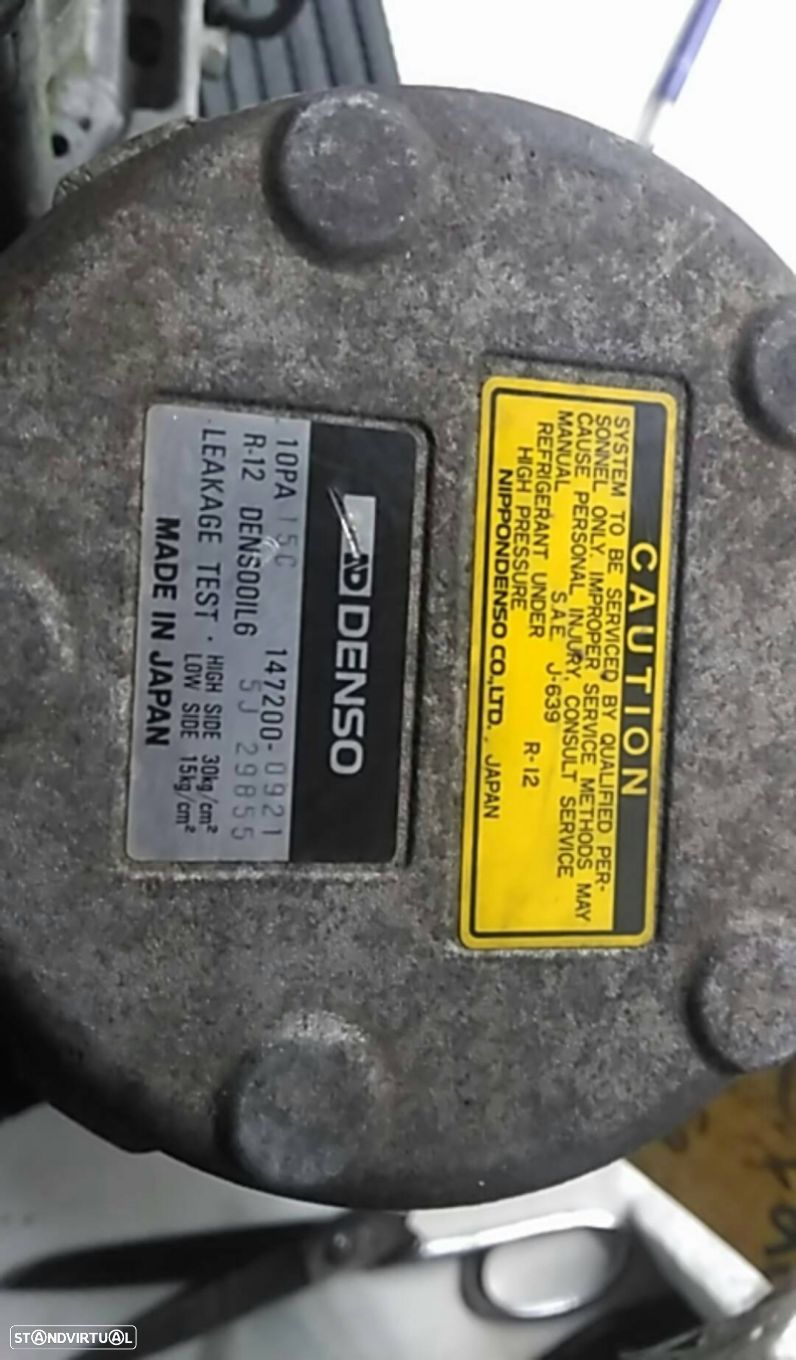 CAUTION
SYSTEM TO BE SERVICED BY QUALIFIED PER-
SONNEL ONLY, IMPROPER SERVICE METHODS MAY
CAUSE PERSONAL INJURY, CONSULT SERVICE
MANUAL S.A.E. J-639
REFRIGERANT UNDER R-12
HIGH PRESSURE
NIPPONDENSO CO.,LTD., JAPAN
DENSO
10PA15C 147200-0921
R-12 DENSOOIL6 5J 29855
LEAKAGE TEST · HIGH SIDE 30kg/cm²
LOW SIDE 15kg/cm²
MADE IN JAPAN
STANDVIRTUAL